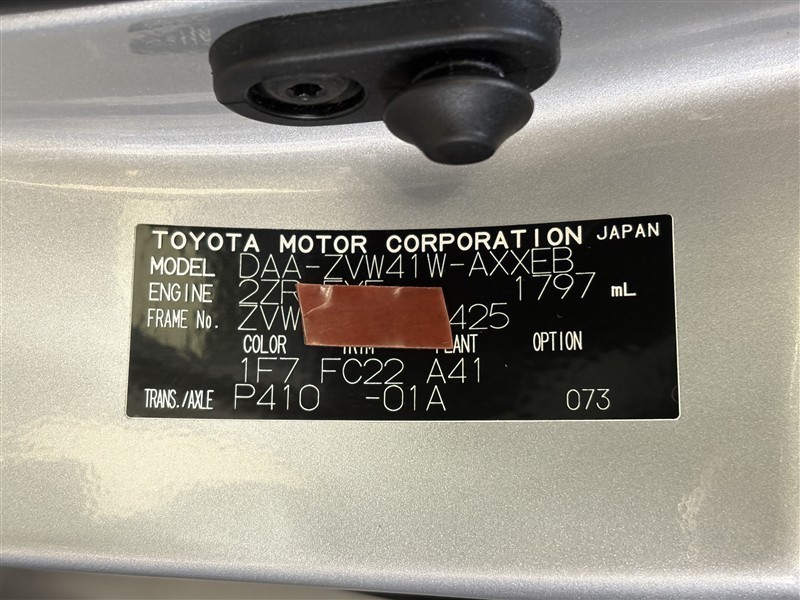 TOYOTA MOTOR CORPORATION JAPAN
MODEL DAA-ZVW41W-AXXEB
ENGINE 1797 mL
FRAME No. ZVW 425
COLOR OPTION
1F7 FC22 A41
TRANS./AXLE P410 -01A 073